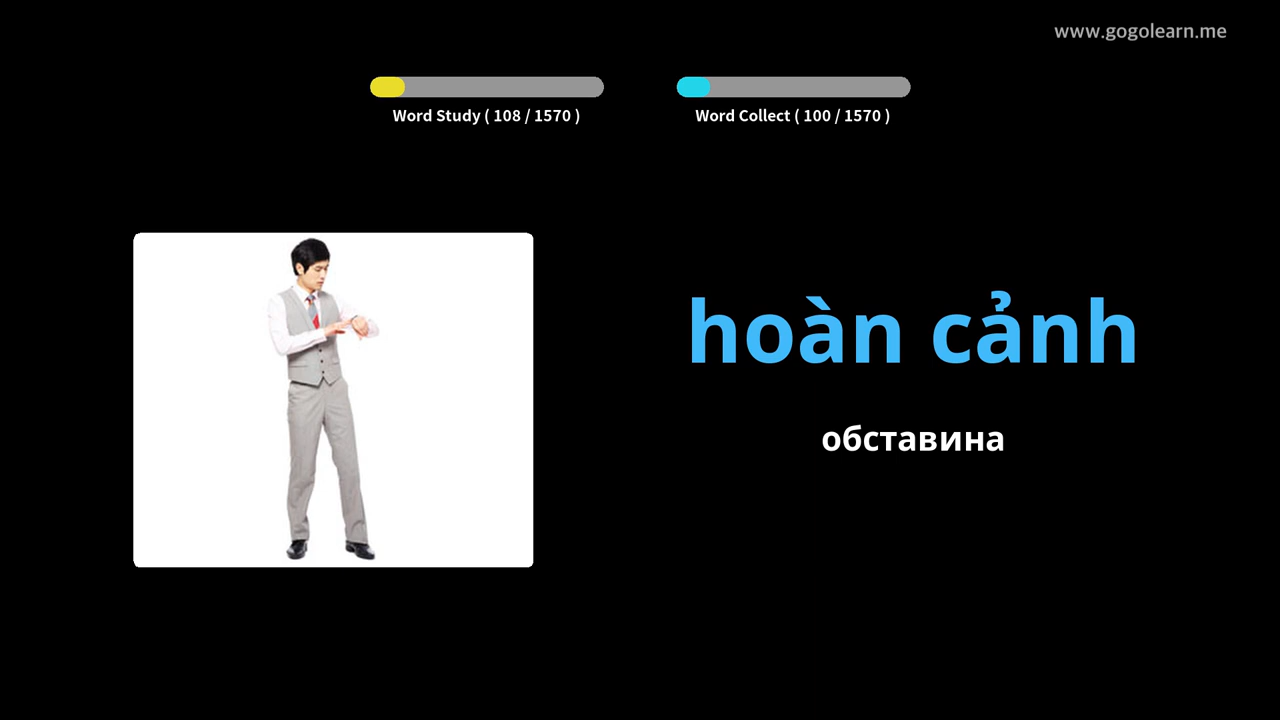 www.gogolearn.me
Word Study ( 108 / 1570 )
Word Collect ( 100 / 1570 )
hoàn cảnh
обставина